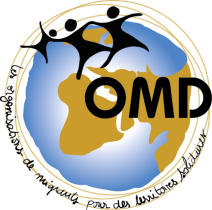 OMD
Les organisations de migrants pour des territoires solidaires